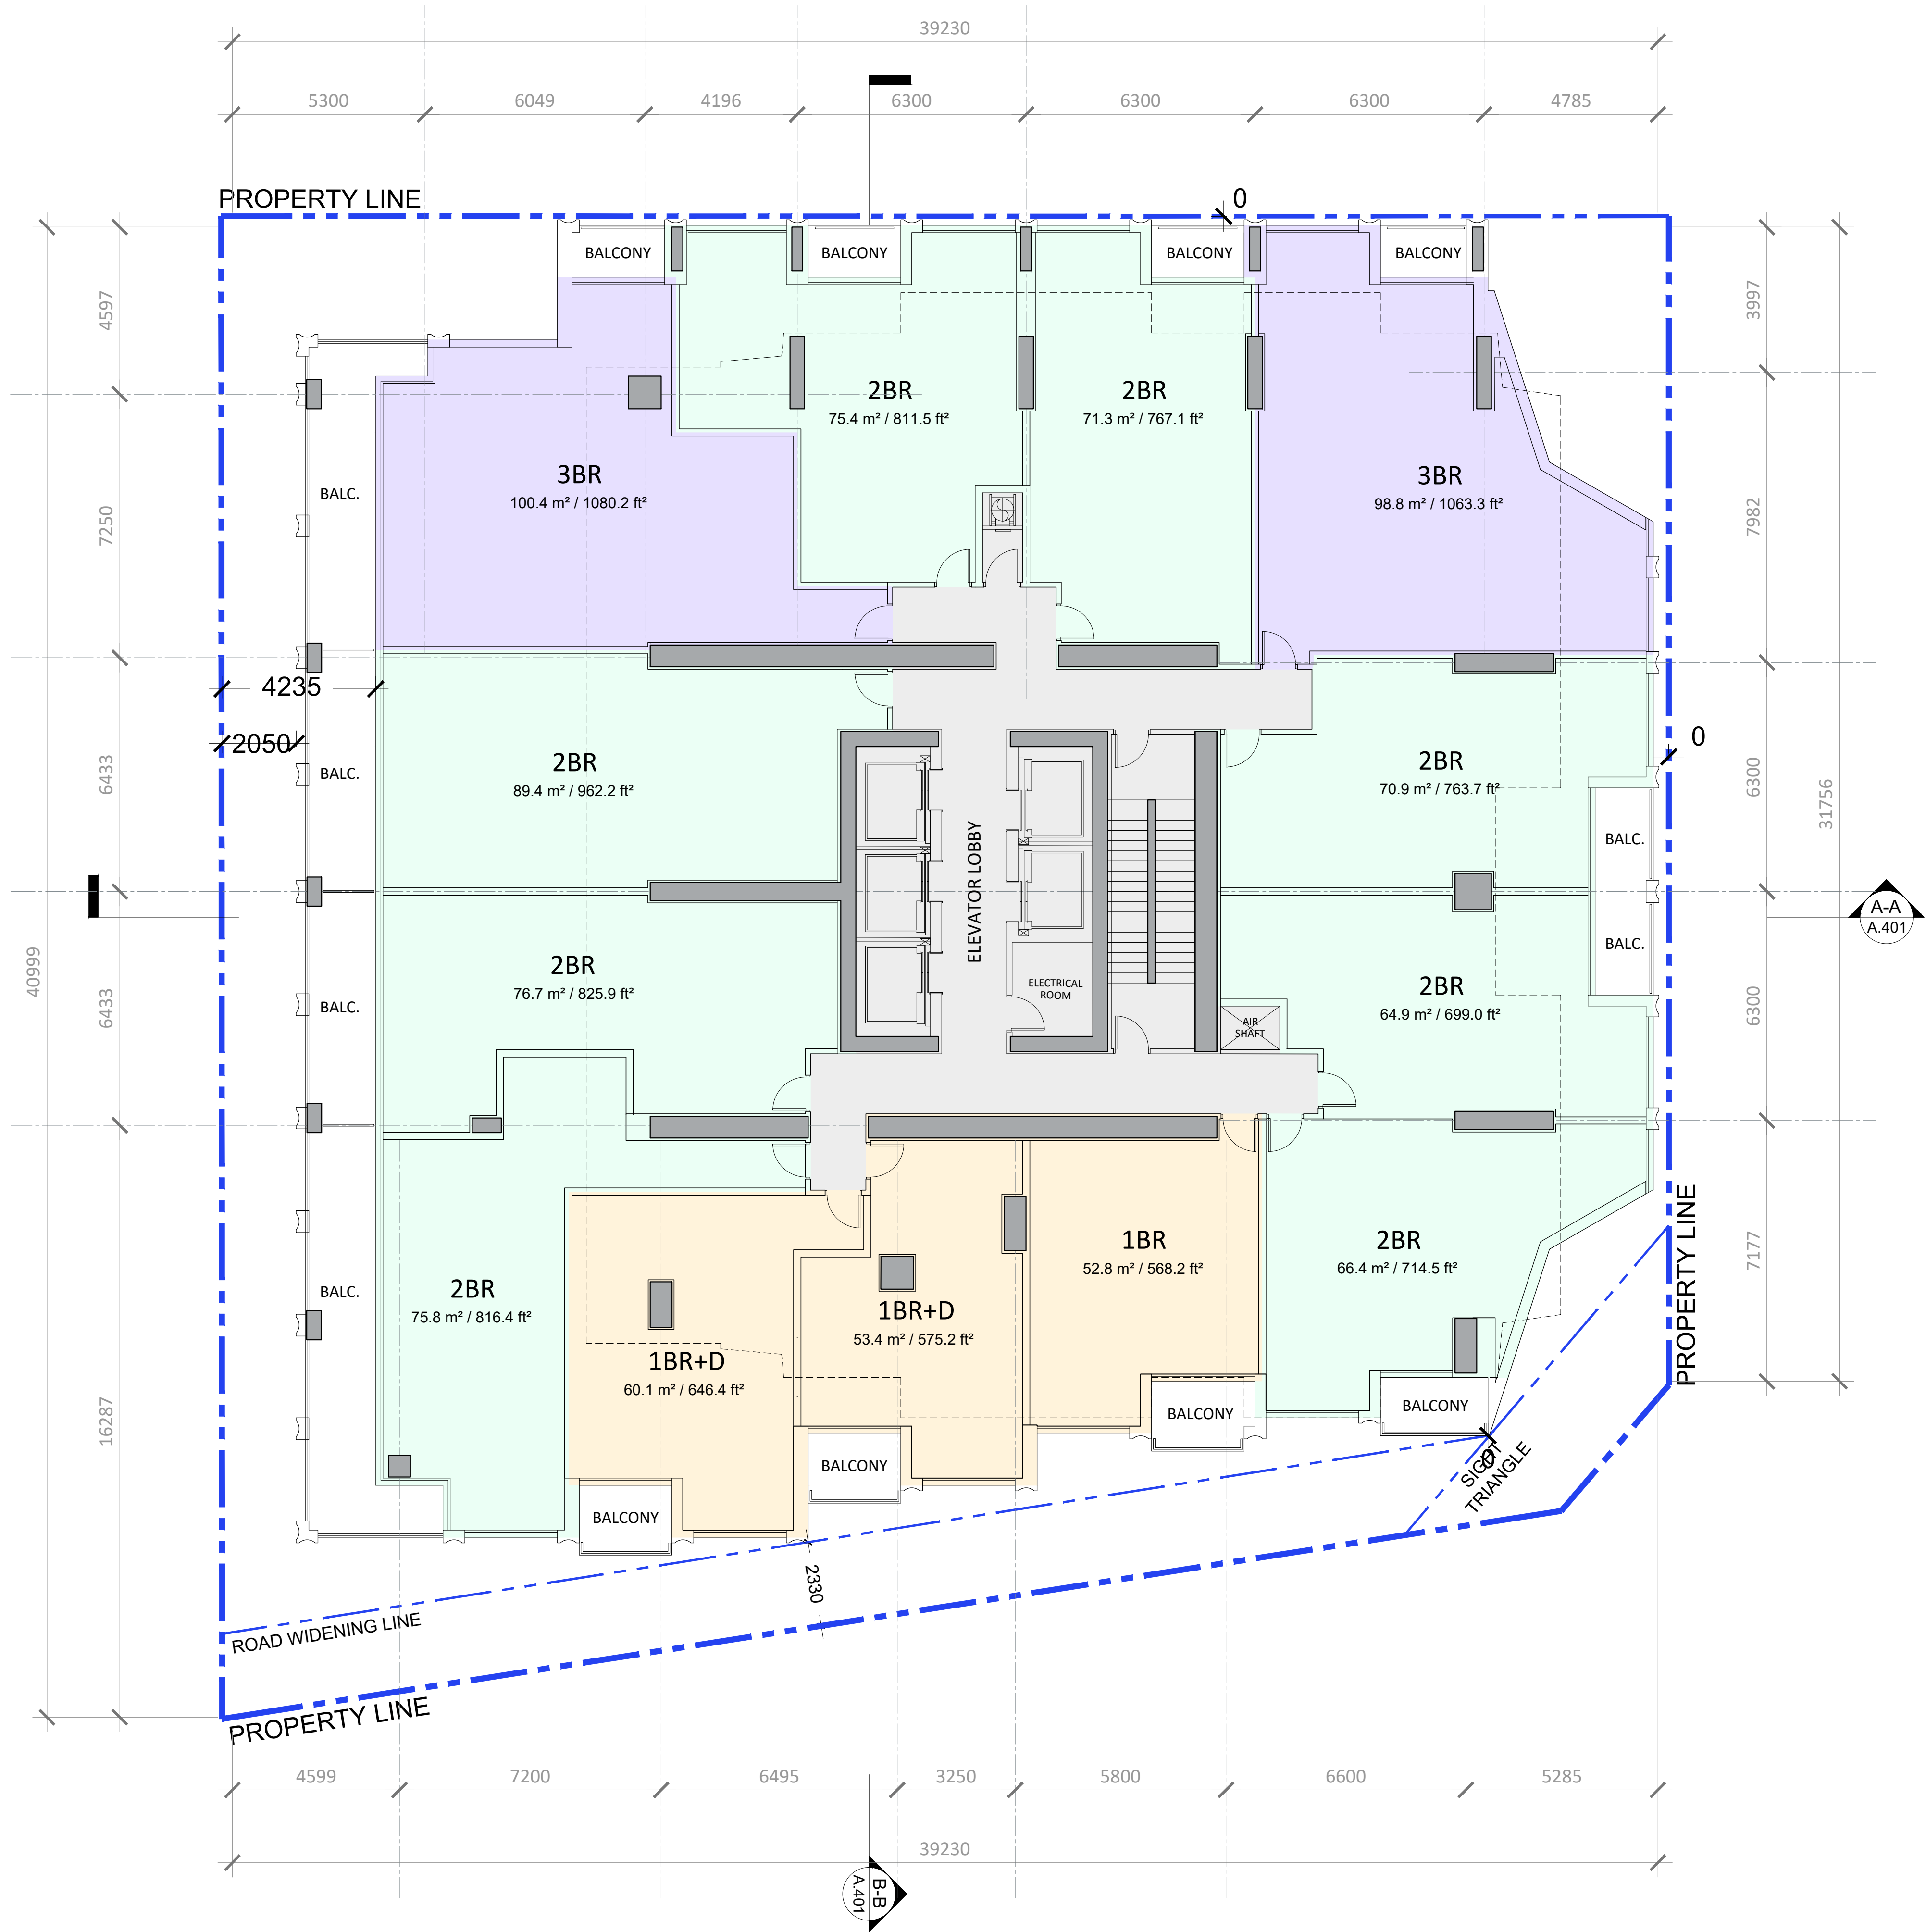 39230
5300
6049
4196
6300
6300
6300
4785
PROPERTY LINE
0
BALCONY
BALCONY
BALCONY
BALCONY
4597
3997
2BR
75.4 m² / 811.5 ft²
2BR
71.3 m² / 767.1 ft²
3BR
100.4 m² / 1080.2 ft²
3BR
98.8 m² / 1063.3 ft²
BALC.
7250
7982
4235
2050
0
BALC.
2BR
89.4 m² / 962.2 ft²
2BR
70.9 m² / 763.7 ft²
6433
6300
31756
BALC.
ELEVATOR LOBBY
A-A
A.401
BALC.
40999
6433
2BR
76.7 m² / 825.9 ft²
ELECTRICAL
ROOM
2BR
64.9 m² / 699.0 ft²
6300
BALC.
AIR
SHAFT
PROPERTY LINE
7177
1BR
52.8 m² / 568.2 ft²
2BR
66.4 m² / 714.5 ft²
BALC.
2BR
75.8 m² / 816.4 ft²
1BR+D
53.4 m² / 575.2 ft²
1BR+D
60.1 m² / 646.4 ft²
16287
BALCONY
BALCONY
BALCONY
BALCONY
0
SIGHT
TRIANGLE
2330
ROAD WIDENING LINE
PROPERTY LINE
4599
7200
6495
3250
5800
6600
5285
39230
B-B
A.401